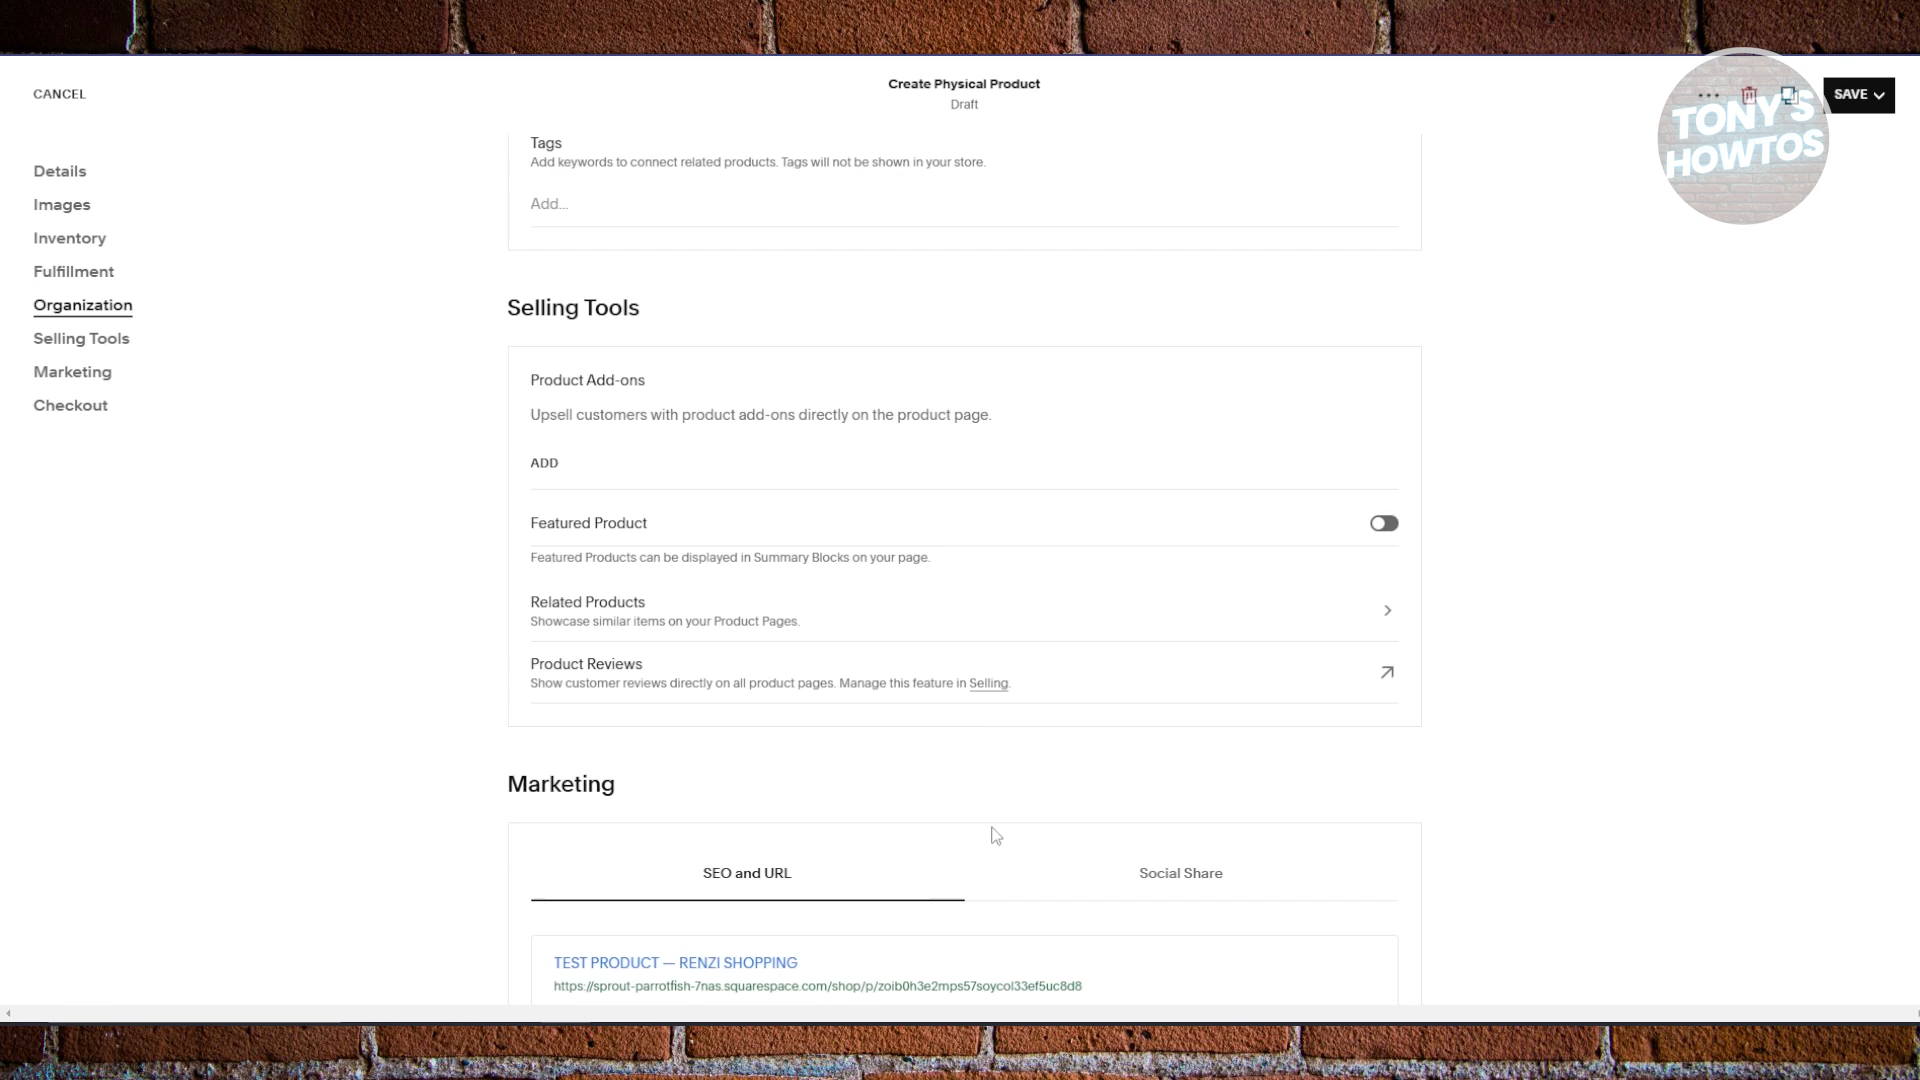 CANCEL
Create Physical Product
Draft
SAVE
TONY'S
HOWTOS
Details
Images
Inventory
Fulfillment
Organization
Selling Tools
Marketing
Checkout
Tags
Add keywords to connect related products. Tags will not be shown in your store.
Add...
Selling Tools
Product Add-ons
Upsell customers with product add-ons directly on the product page.
ADD
Featured Product
Featured Products can be displayed in Summary Blocks on your page.
Related Products
Showcase similar items on your Product Pages.
Product Reviews
Show customer reviews directly on all product pages. Manage this feature in Selling.
Marketing
SEO and URL
Social Share
TEST PRODUCT — RENZI SHOPPING
https://sprout-parrotfish-7nas.squarespace.com/shop/p/zoib0h3e2mps57soycol33ef5uc8d8